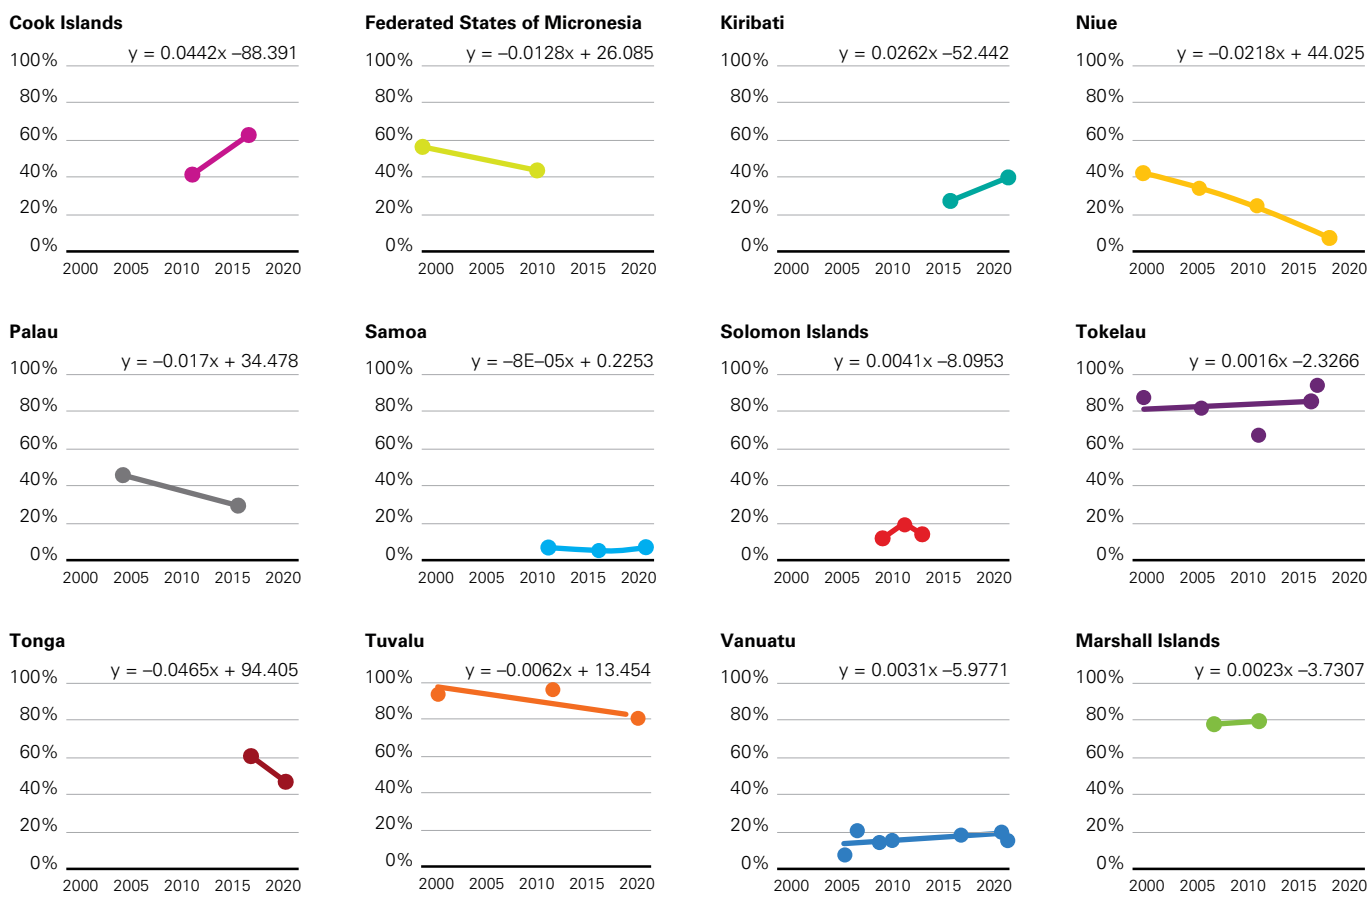 Cook Islands
y = 0.0442x –88.391
100%
80%
60%
40%
20%
0%
2000 2005 2010 2015 2020
Federated States of Micronesia
y = –0.0128x + 26.085
100%
80%
60%
40%
20%
0%
2000 2005 2010 2015 2020
Kiribati
y = 0.0262x –52.442
100%
80%
60%
40%
20%
0%
2000 2005 2010 2015 2020
Niue
y = –0.0218x + 44.025
100%
80%
60%
40%
20%
0%
2000 2005 2010 2015 2020
Palau
y = –0.017x + 34.478
100%
80%
60%
40%
20%
0%
2000 2005 2010 2015 2020
Samoa
y = –8E–05x + 0.2253
100%
80%
60%
40%
20%
0%
2000 2005 2010 2015 2020
Solomon Islands
y = 0.0041x –8.0953
100%
80%
60%
40%
20%
0%
2000 2005 2010 2015 2020
Tokelau
y = 0.0016x –2.3266
100%
80%
60%
40%
20%
0%
2000 2005 2010 2015 2020
Tonga
y = –0.0465x + 94.405
100%
80%
60%
40%
20%
0%
2000 2005 2010 2015 2020
Tuvalu
y = –0.0062x + 13.454
100%
80%
60%
40%
20%
0%
2000 2005 2010 2015 2020
Vanuatu
y = 0.0031x –5.9771
100%
80%
60%
40%
20%
0%
2000 2005 2010 2015 2020
Marshall Islands
y = 0.0023x –3.7307
100%
80%
60%
40%
20%
0%
2000 2005 2010 2015 2020